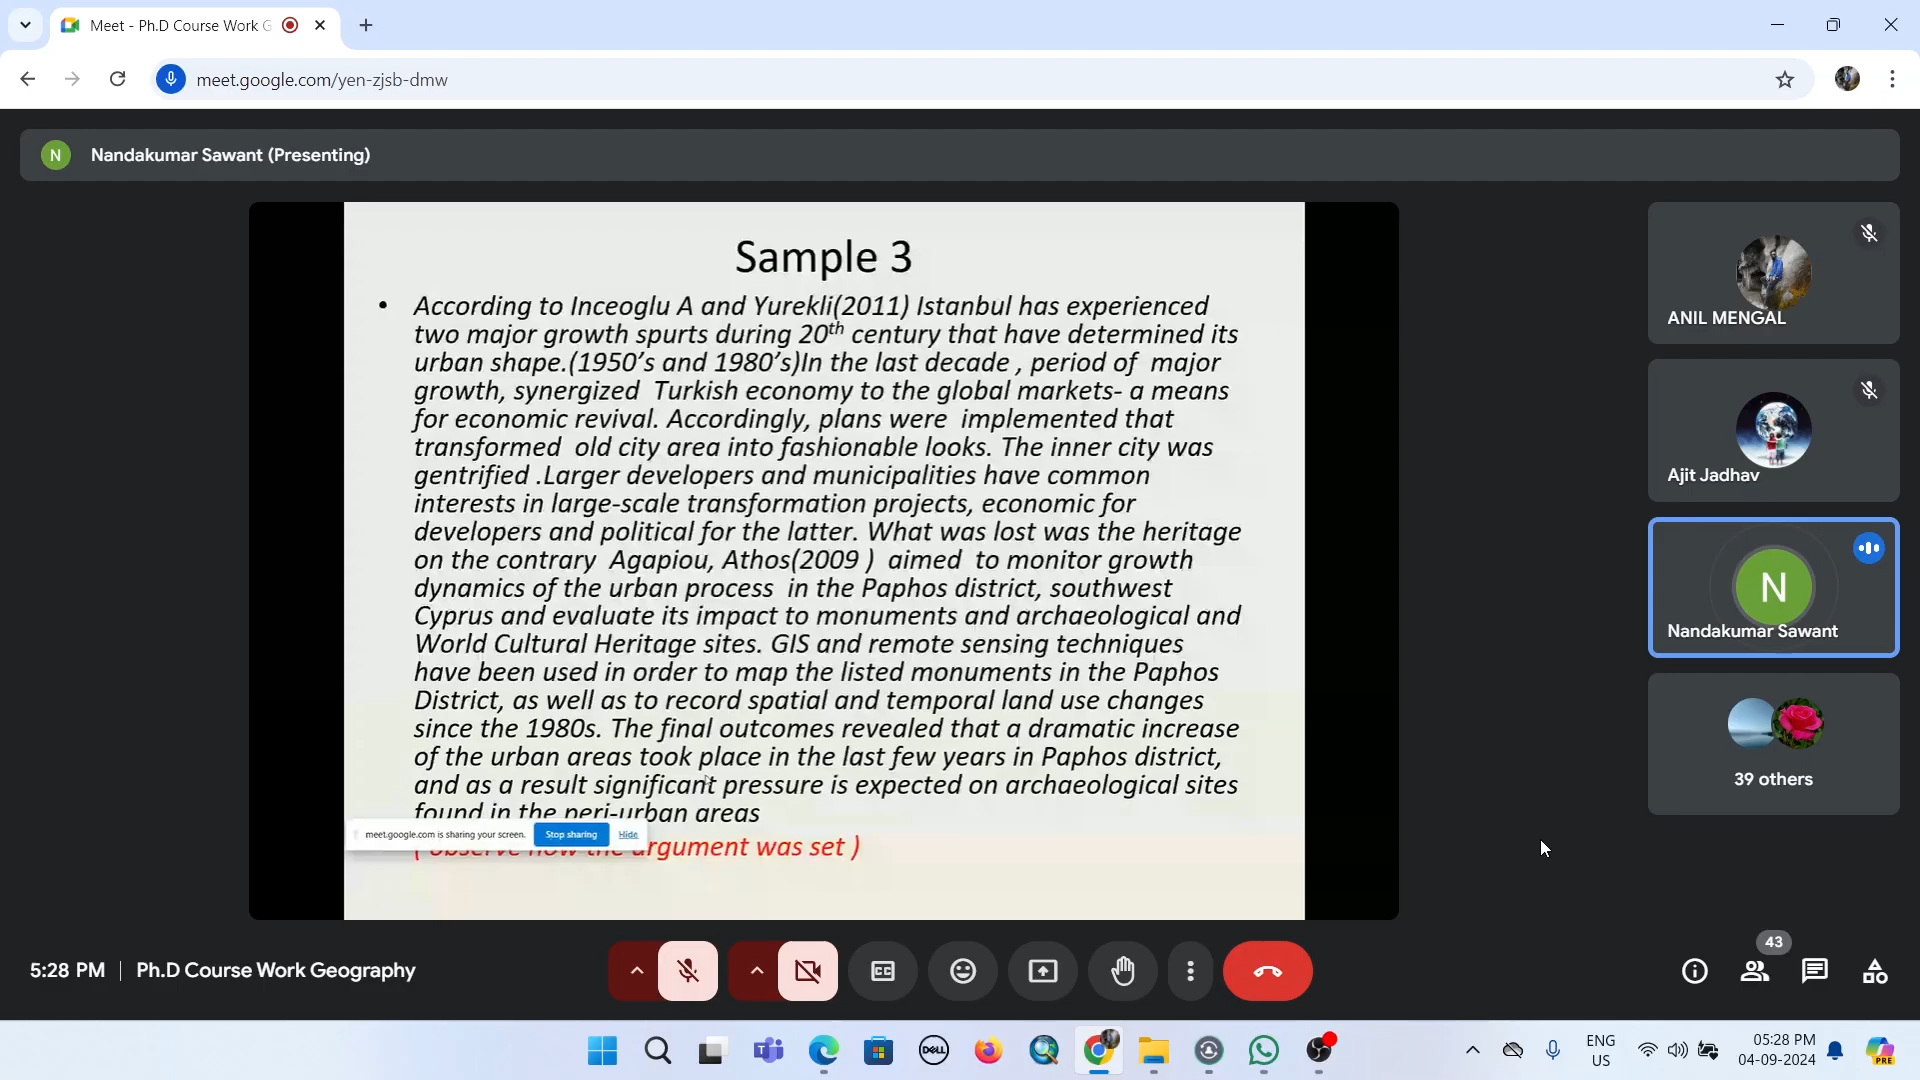 Meet - Ph.D Course Work G
meet.google.com/yen-zjsb-dmw
N
Nandakumar Sawant (Presenting)
Sample 3
• According to Inceoglu A and Yurekli(2011) Istanbul has experienced
two major growth spurts during 20th century that have determined its
urban shape.(1950's and 1980's)In the last decade , period of major
growth, synergized Turkish economy to the global markets- a means
for economic revival. Accordingly, plans were implemented that
transformed old city area into fashionable looks. The inner city was
gentrified .Larger developers and municipalities have common
interests in large-scale transformation projects, economic for
developers and political for the latter. What was lost was the heritage
on the contrary Agapiou, Athos(2009 ) aimed to monitor growth
dynamics of the urban process in the Paphos district, southwest
Cyprus and evaluate its impact to monuments and archaeological and
World Cultural Heritage sites. GIS and remote sensing techniques
have been used in order to map the listed monuments in the Paphos
District, as well as to record spatial and temporal land use changes
since the 1980s. The final outcomes revealed that a dramatic increase
of the urban areas took place in the last few years in Paphos district,
and as a result significant pressure is expected on archaeological sites
found in the peri-urban areas
meet.google.com is sharing your screen. Stop sharing Hide
( observe how the argument was set )
ANIL MENGAL
Ajit Jadhav
N
Nandakumar Sawant
39 others
5:28 PM | Ph.D Course Work Geography
43
DELL
PRE
ENG
US
05:28 PM
04-09-2024